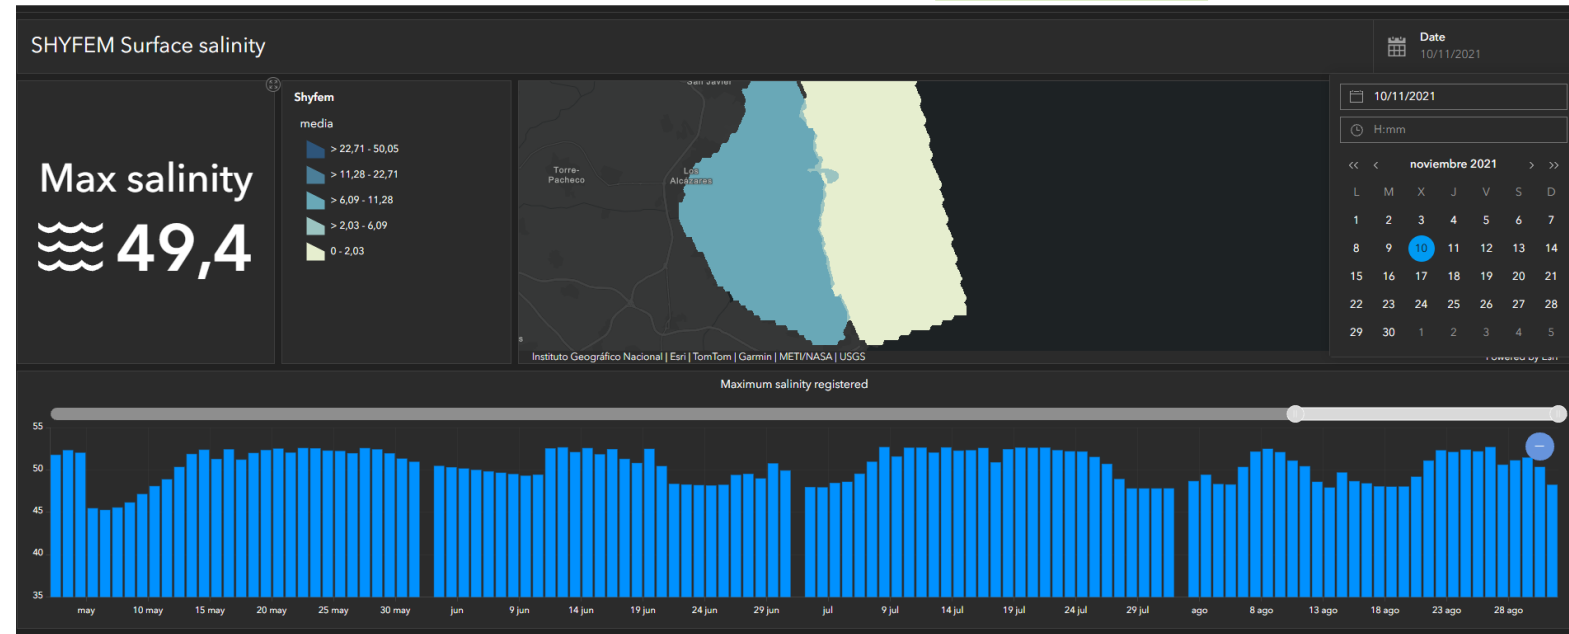 SHYFEM Surface salinity
Date
10/11/2021
Max salinity
49,4
Shyfem
media
> 22,71 - 50,05
> 11,28 - 22,71
> 6,09 - 11,28
> 2,03 - 6,09
0 - 2,03
San Javier
Torre-
Pacheco
Los
Alcázares
Instituto Geográfico Nacional | Esri | TomTom | Garmin | METI/NASA | USGS
Powered by Esri
10/11/2021
H:mm
<< < noviembre 2021 > >>
L M X J V S D
1 2 3 4 5 6 7
8 9 10 11 12 13 14
15 16 17 18 19 20 21
22 23 24 25 26 27 28
29 30 1 2 3 4 5
Maximum salinity registered
55
50
45
40
35
may 10 may 15 may 20 may 25 may 30 may jun 9 jun 14 jun 19 jun 24 jun 29 jun jul 9 jul 14 jul 19 jul 24 jul 29 jul ago 8 ago 13 ago 18 ago 23 ago 28 ago